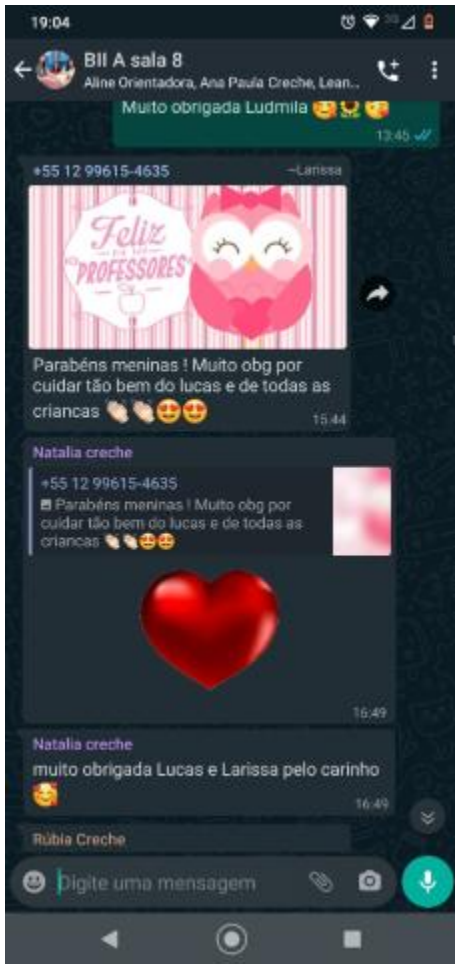 19:04
BII A sala 8
Aline Orientadora, Ana Paula Creche, Lean...
Muito obrigada Ludmila 🥰🌻😘
13:45
+55 12 99615-4635 ~Larissa
Feliz
PROFESSORES
Parabéns meninas ! Muito obg por
cuidar tão bem do lucas e de todas as
criancas 👏🏻👏🏻😍😍
15:44
Natalia creche
+55 12 99615-4635
Parabéns meninas ! Muito obg por
cuidar tão bem do lucas e de todas as
criancas 👏🏻👏🏻😍😍
16:49
Natalia creche
muito obrigada Lucas e Larissa pelo carinho
🥰
16:49
Rúbia Creche
Digite uma mensagem